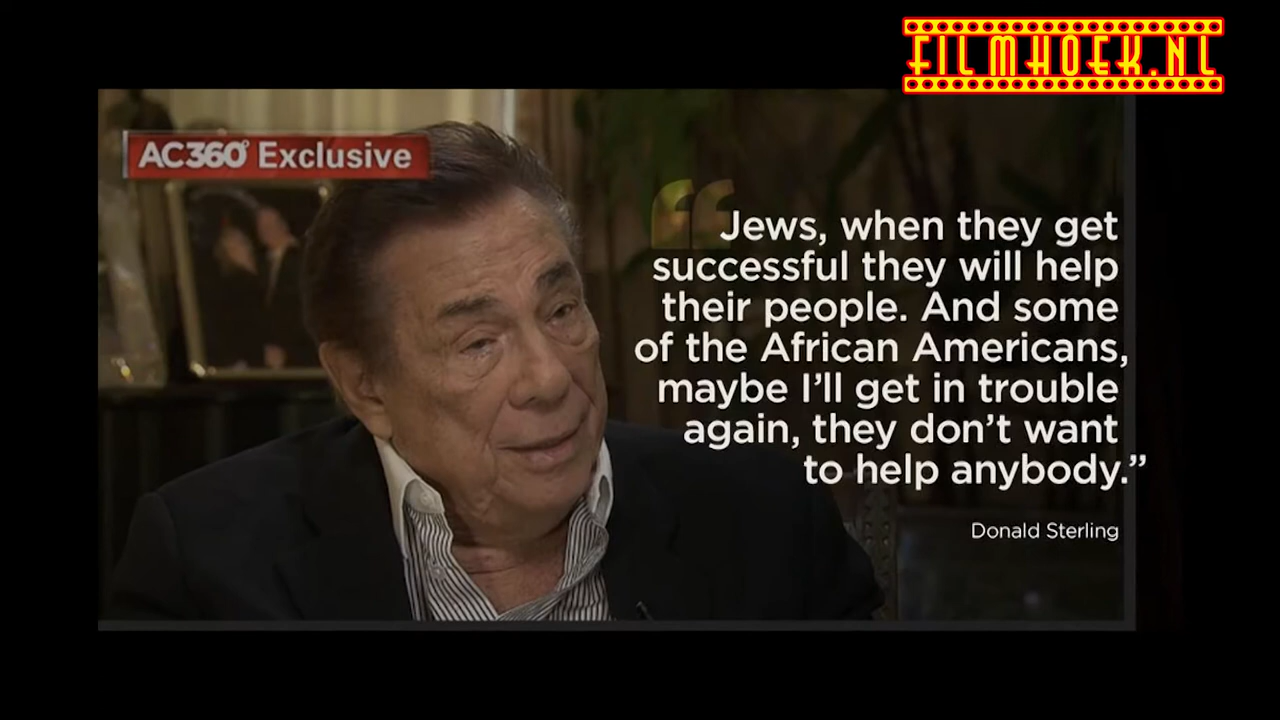 FILMHOEK.NL
AC360° Exclusive
“Jews, when they get
successful they will help
their people. And some
of the African Americans,
maybe I’ll get in trouble
again, they don’t want
to help anybody.”
Donald Sterling